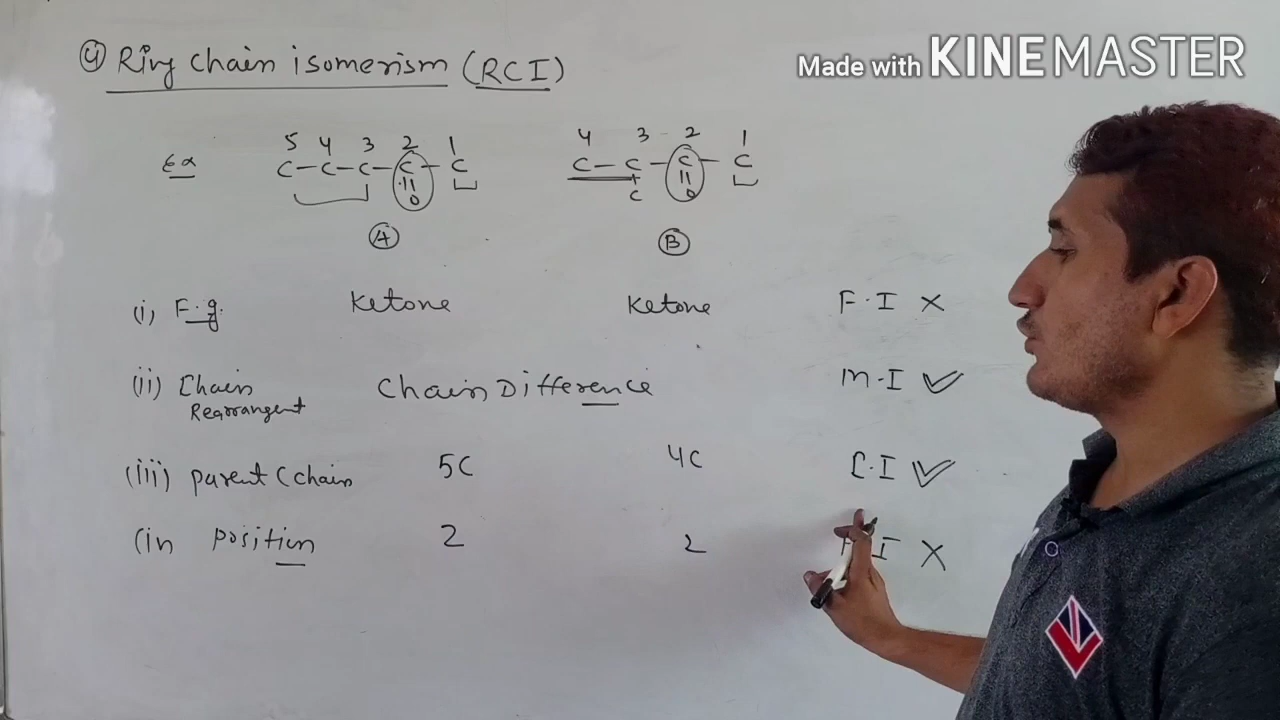 ④ Ring chain isomerism (RCI)
Made with KINEMASTER
5 4 3 2 1
Ex C-C-C-C-C
O
A
4 3 2 1
C-C-C-C
C O
B
(i) F.g. Ketone Ketone F.I ×
(ii) Chain Rearrangent Chain Difference M.I ✓
(iii) parent C chain 5C 4C C.I ✓
(iv position 2 2 I ×